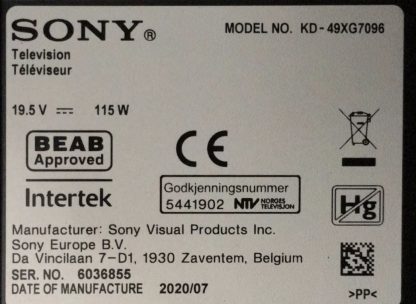 SONY®
MODEL NO. KD-49XG7096
Television
Téléviseur
19.5 V ⎓ 115 W
BEAB
Approved
CE
Intertek
Godkjenningsnummer
5441902 NTV NORGES TELEVISJON
Hg
Manufacturer: Sony Visual Products Inc.
Sony Europe B.V.
Da Vincilaan 7-D1, 1930 Zaventem, Belgium
SER. NO. 6036855
DATE OF MANUFACTURE 2020/07
>PP<